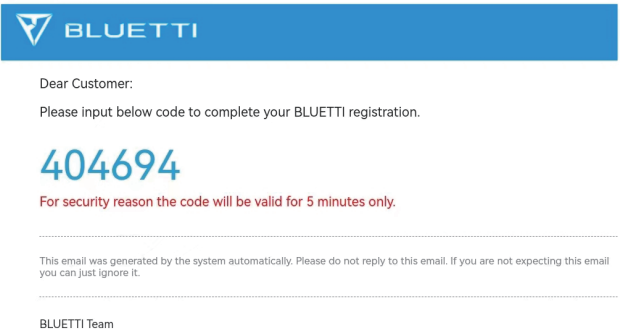 BLUETTI
Dear Customer:
Please input below code to complete your BLUETTI registration.
404694
For security reason the code will be valid for 5 minutes only.
This email was generated by the system automatically. Please do not reply to this email. If you are not expecting this email
you can just ignore it.
BLUETTI Team